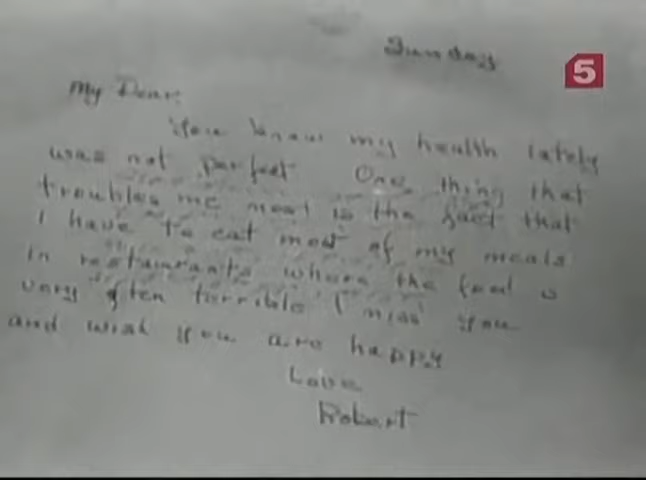 Sunday
5
My Dear.
You know my health lately
was not perfect One thing that
troubles me most is the fact that
I have to eat most of my meals
in restaurants where the food is
very often terrible I miss you
and wish you are happy
Love
Robert